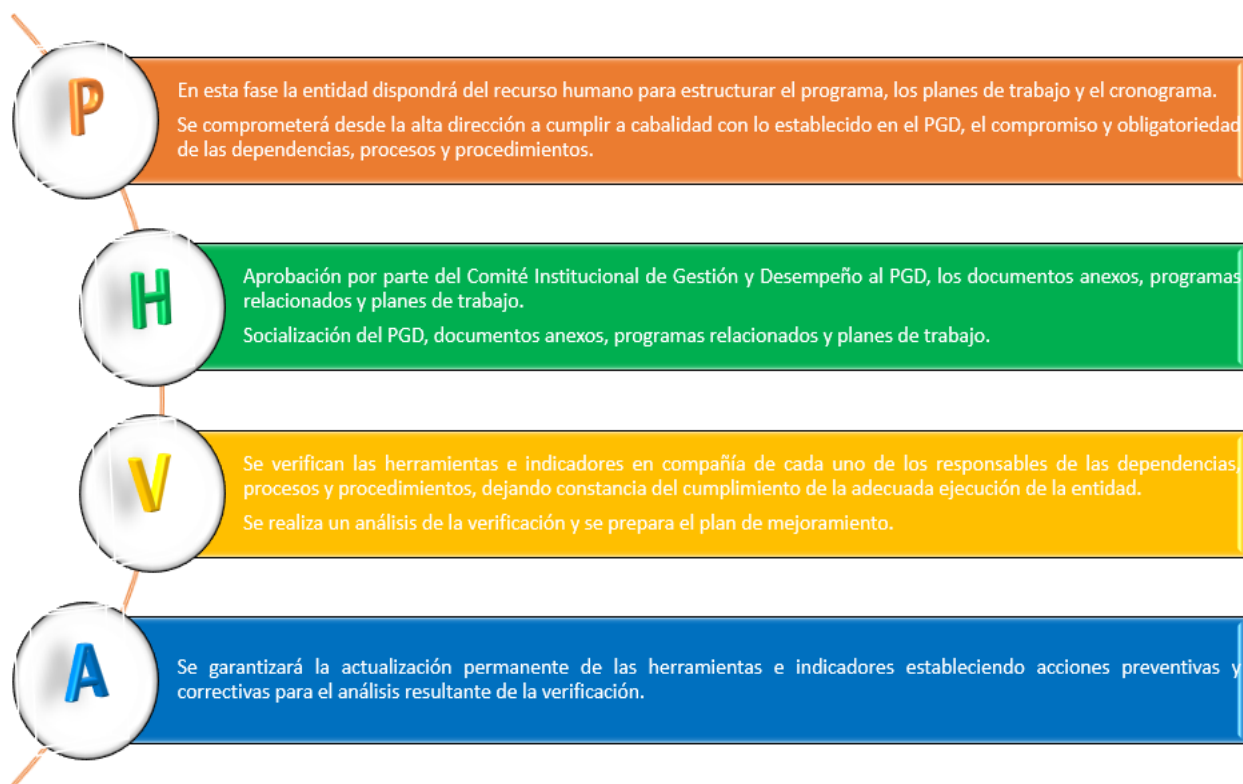 P
En esta fase la entidad dispondrá del recurso humano para estructurar el programa, los planes de trabajo y el cronograma.
Se comprometerá desde la alta dirección a cumplir a cabalidad con lo establecido en el PGD, el compromiso y obligatoriedad
de las dependencias, procesos y procedimientos.
H
Aprobación por parte del Comité Institucional de Gestión y Desempeño al PGD, los documentos anexos, programas
relacionados y planes de trabajo.
Socialización del PGD, documentos anexos, programas relacionados y planes de trabajo.
V
Se verifican las herramientas e indicadores en compañía de cada uno de los responsables de las dependencias,
procesos y procedimientos, dejando constancia del cumplimiento de la adecuada ejecución de la entidad.
Se realiza un análisis de la verificación y se prepara el plan de mejoramiento.
A
Se garantizará la actualización permanente de las herramientas e indicadores estableciendo acciones preventivas y
correctivas para el análisis resultante de la verificación.